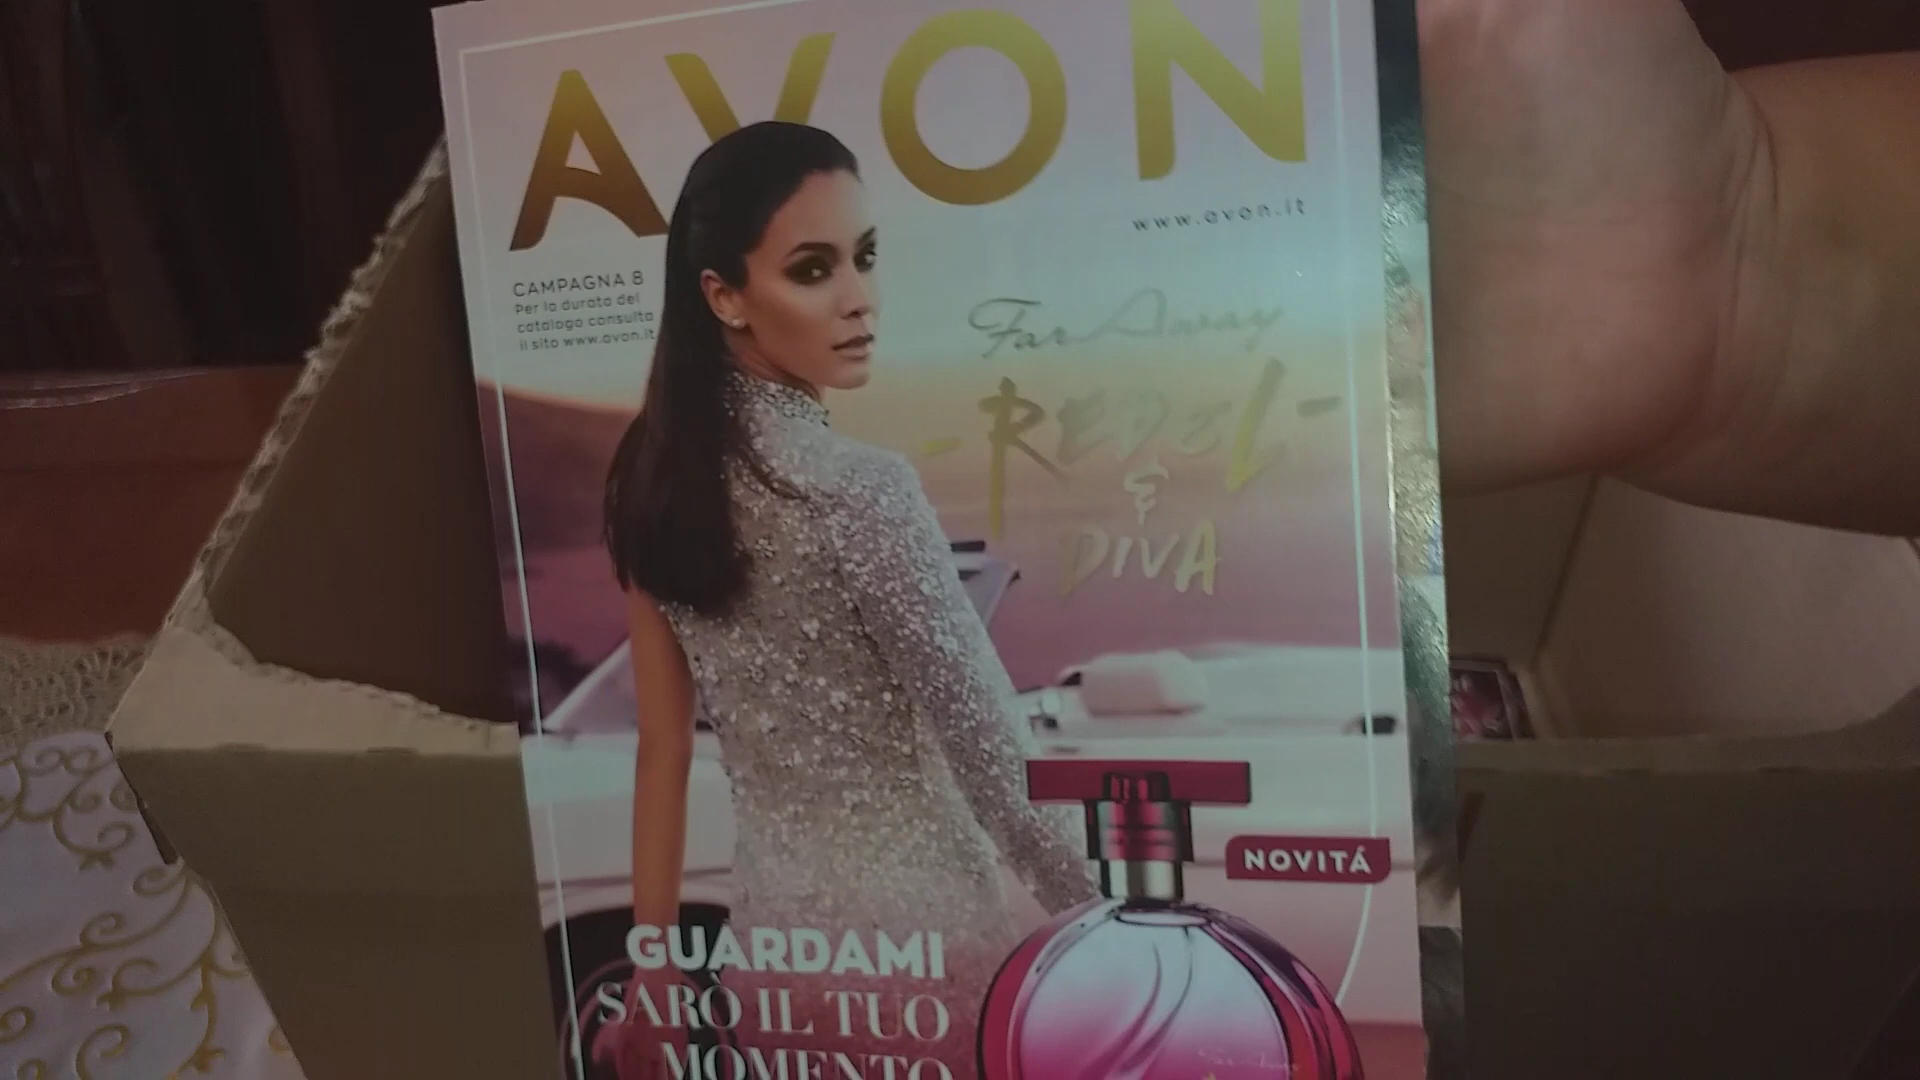 AVON
www.avon.it
CAMPAGNA 8
Per la durata del
catalogo consulta
il sito www.avon.it
Far Away
-REBEL-
&
DIVA
NOVITÁ
GUARDAMI
SARÒ IL TUO
MOMENTO